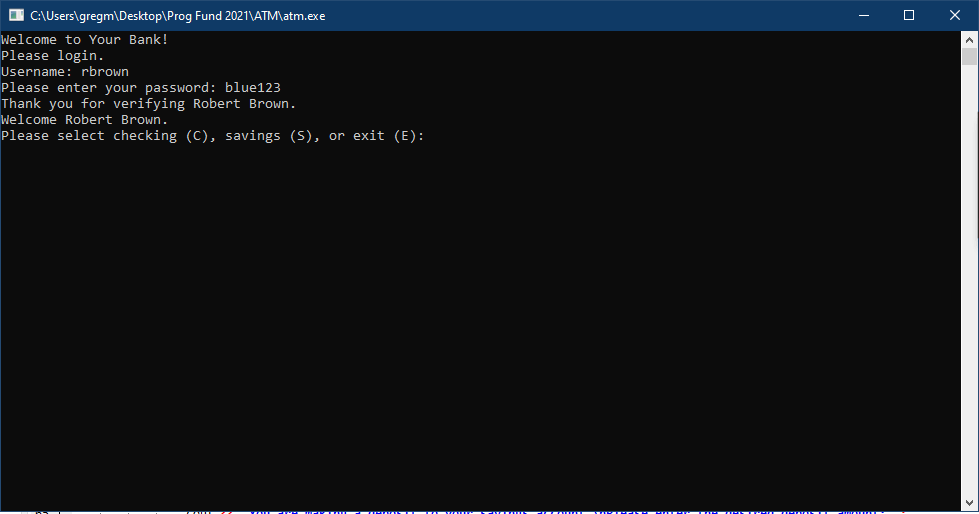 C:\Users\gregm\Desktop\Prog Fund 2021\ATM\atm.exe
Welcome to Your Bank!
Please login.
Username: rbrown
Please enter your password: blue123
Thank you for verifying Robert Brown.
Welcome Robert Brown.
Please select checking (C), savings (S), or exit (E):